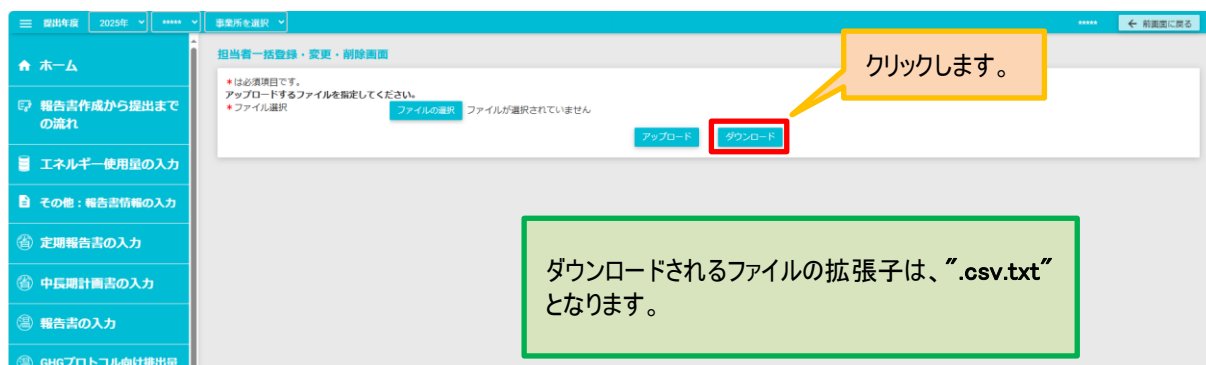 提出年度 2025年 ***** 事業所を選択 ***** ← 前画面に戻る
ホーム
報告書作成から提出まで
の流れ
エネルギー使用量の入力
その他：報告書情報の入力
定期報告書の入力
中長期計画書の入力
報告書の入力
GHGプロトコル向け排出量
担当者一括登録・変更・削除画面
*は必須項目です。
アップロードするファイルを指定してください。
*ファイル選択 ファイルの選択 ファイルが選択されていません
アップロード ダウンロード
クリックします。
ダウンロードされるファイルの拡張子は、".csv.txt"
となります。